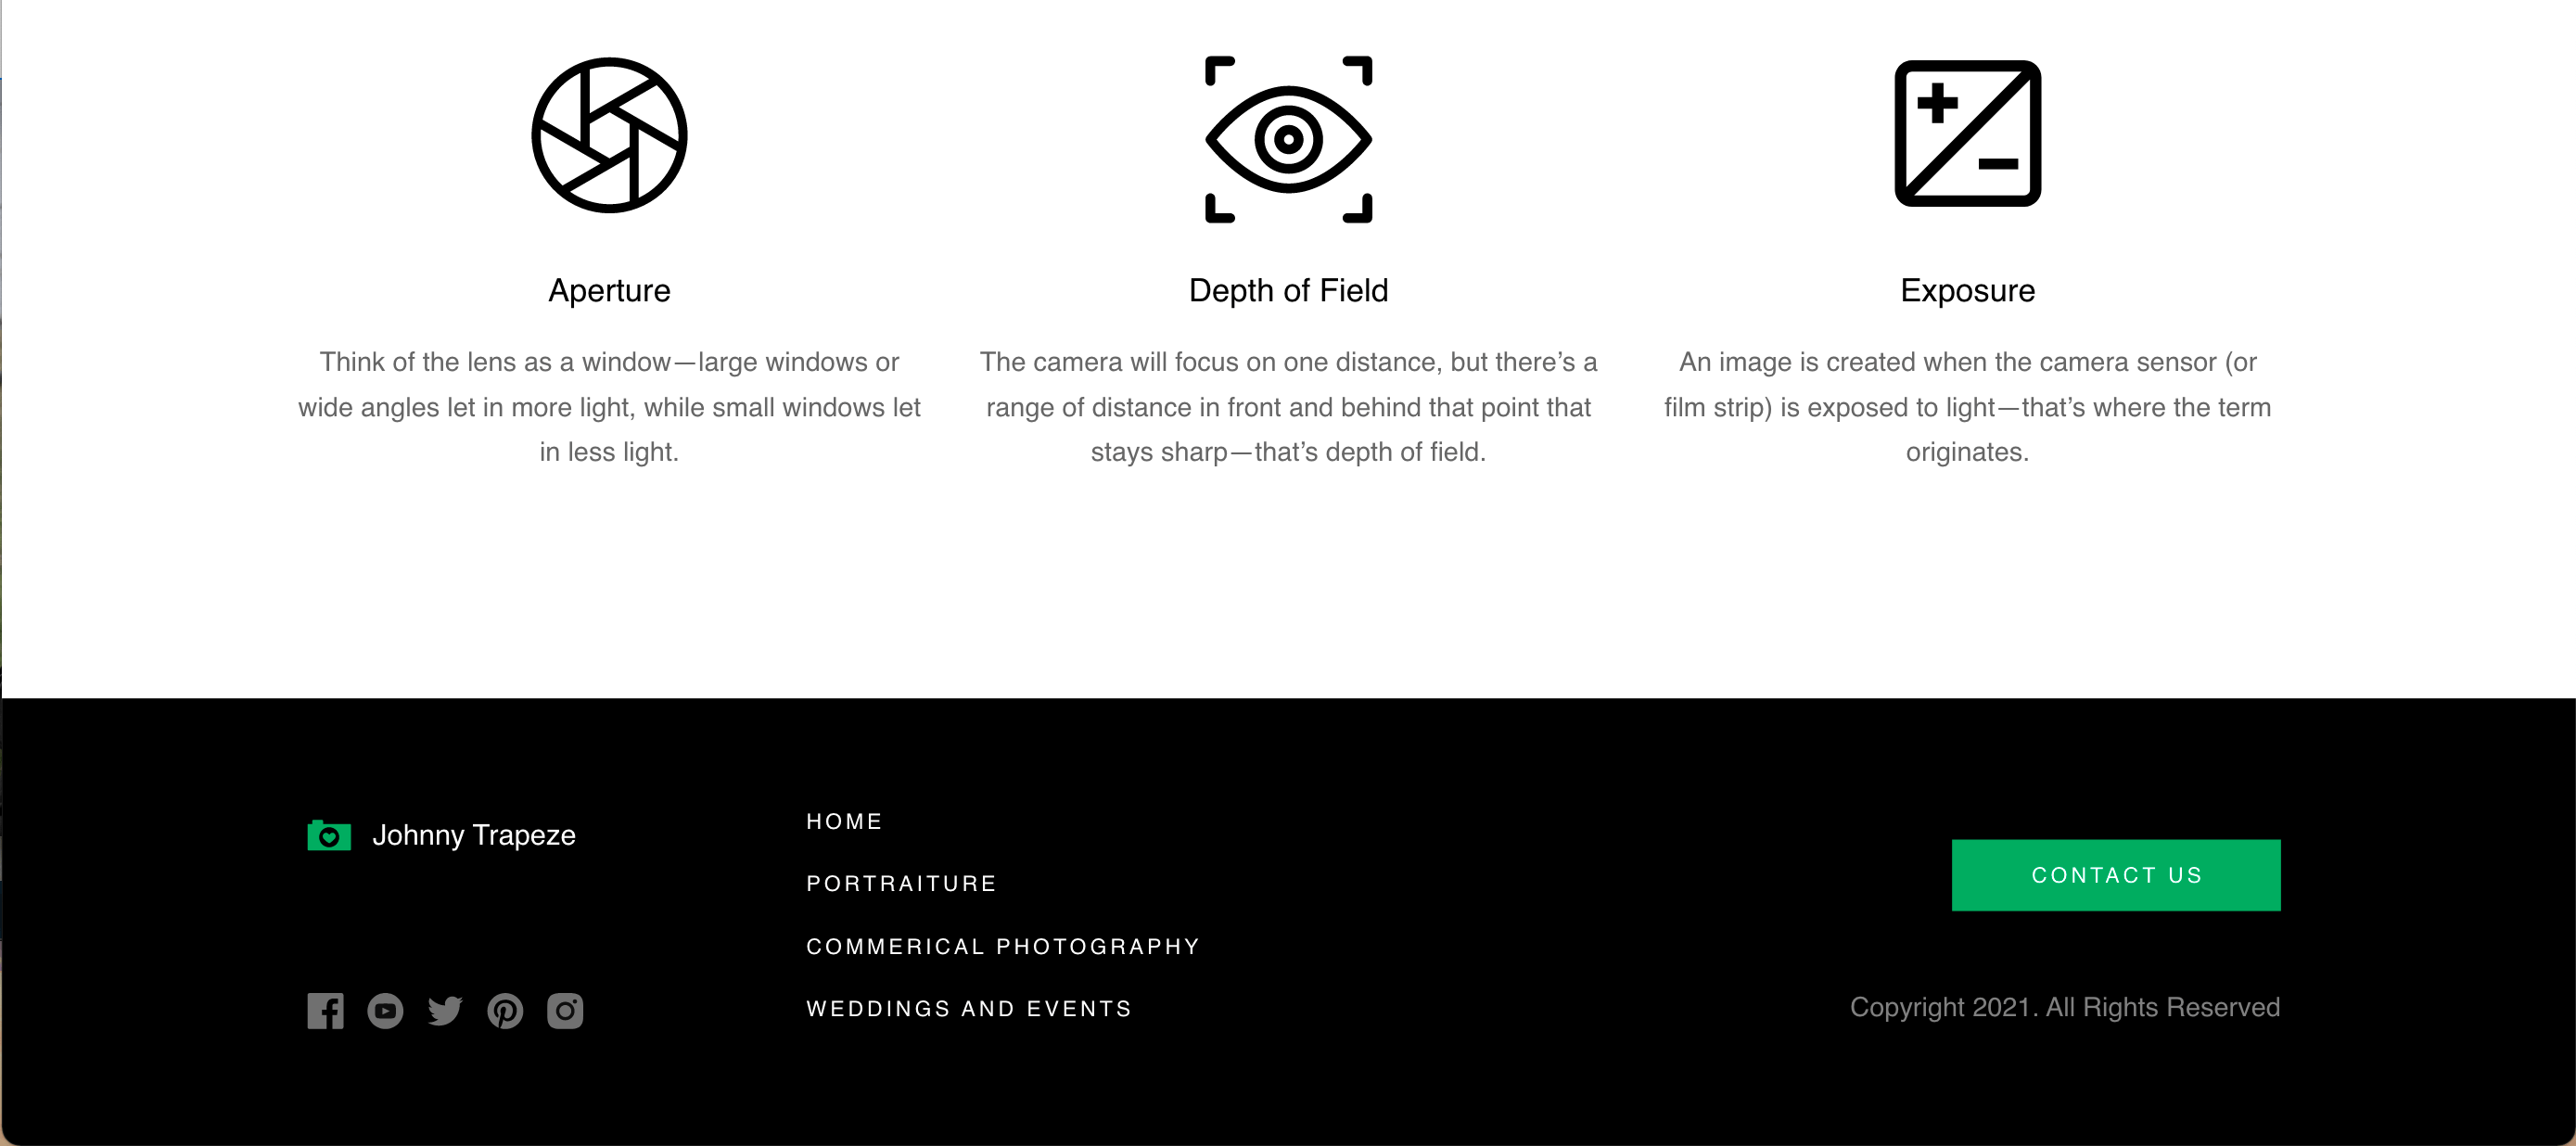 Aperture
Think of the lens as a window—large windows or
wide angles let in more light, while small windows let
in less light.
Depth of Field
The camera will focus on one distance, but there’s a
range of distance in front and behind that point that
stays sharp—that’s depth of field.
Exposure
An image is created when the camera sensor (or
film strip) is exposed to light—that’s where the term
originates.
Johnny Trapeze
HOME
PORTRAITURE
COMMERICAL PHOTOGRAPHY
WEDDINGS AND EVENTS
CONTACT US
Copyright 2021. All Rights Reserved